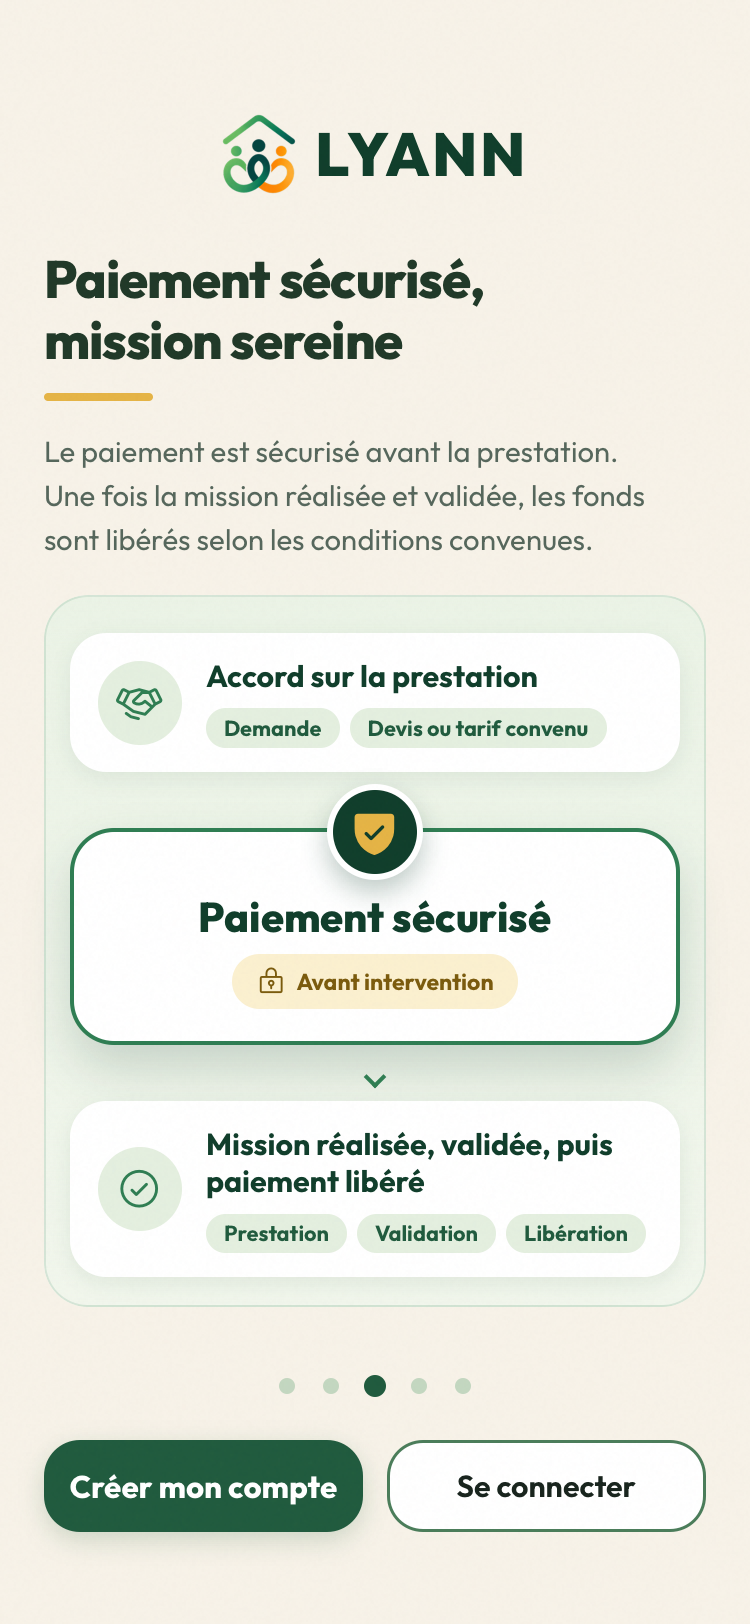 LYANN
Paiement sécurisé,
mission sereine
Le paiement est sécurisé avant la prestation.
Une fois la mission réalisée et validée, les fonds
sont libérés selon les conditions convenues.
Accord sur la prestation
Demande
Devis ou tarif convenu
Paiement sécurisé
Avant intervention
Mission réalisée, validée, puis
paiement libéré
Prestation
Validation
Libération
Créer mon compte
Se connecter